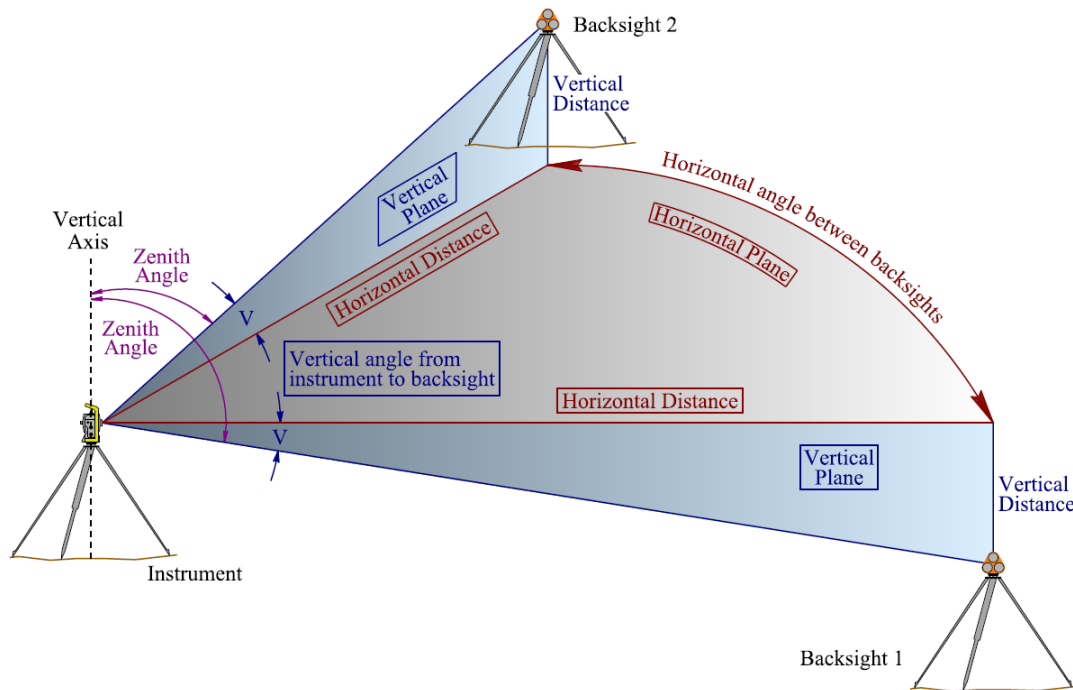 Backsight 2
Vertical
Distance
Vertical
Plane
Horizontal angle between backsights
Horizontal Plane
Horizontal Distance
Vertical
Axis
Zenith
Angle
Zenith
Angle
V
Vertical angle from
instrument to backsight
Horizontal Distance
V
Vertical
Plane
Vertical
Distance
Instrument
Backsight 1